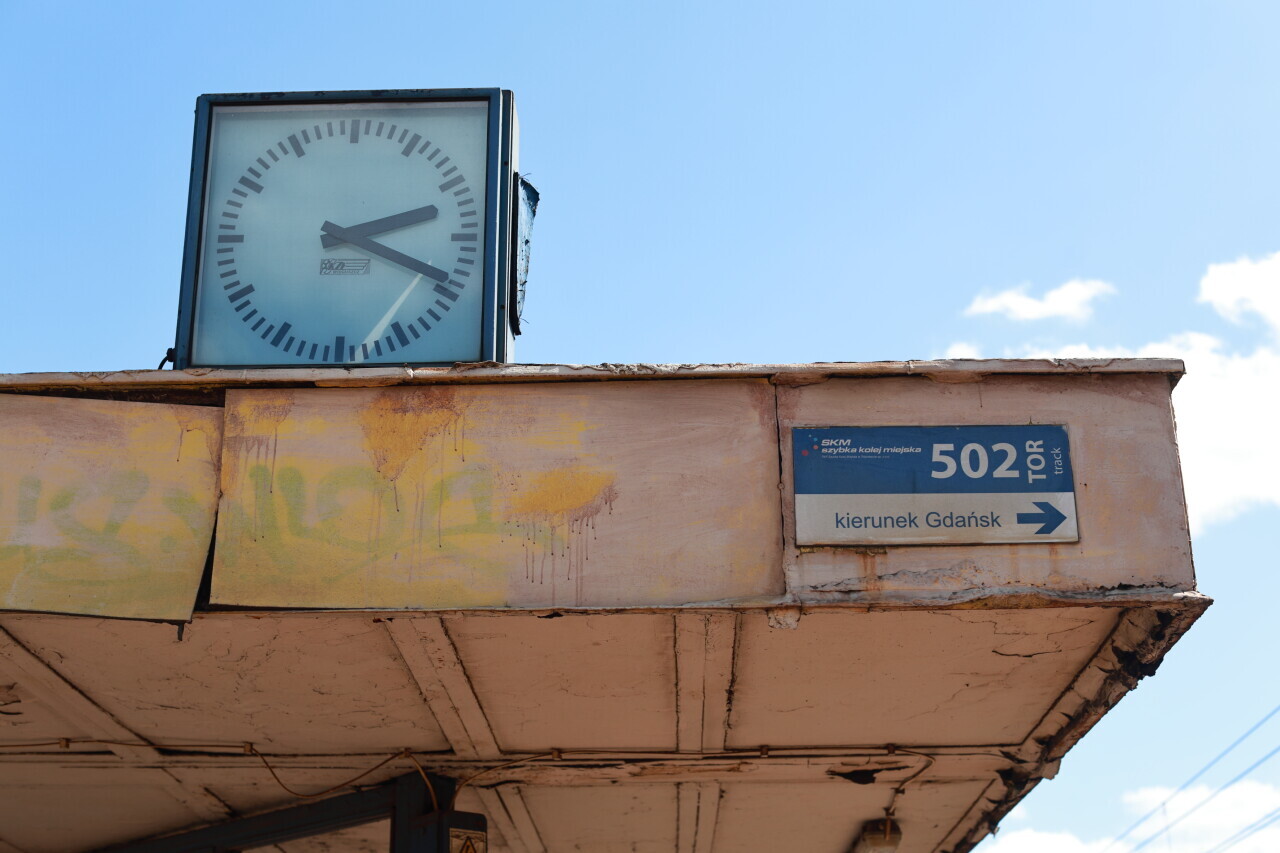 SKM
szybka kolej miejska
502
TOR
track
kierunek Gdańsk